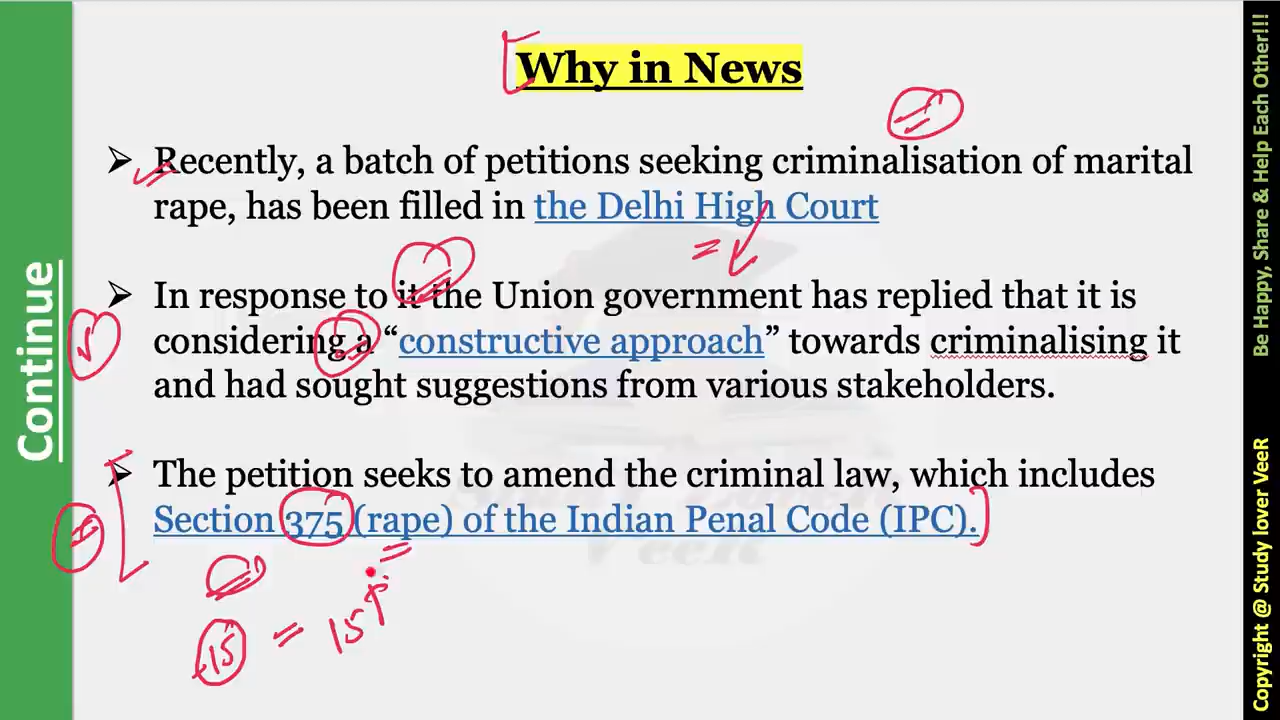 Why in News
Recently, a batch of petitions seeking criminalisation of marital
rape, has been filled in the Delhi High Court
In response to it the Union government has replied that it is
considering a “constructive approach” towards criminalising it
and had sought suggestions from various stakeholders.
The petition seeks to amend the criminal law, which includes
Section 375 (rape) of the Indian Penal Code (IPC).
15 = 15
Continue
Be Happy, Share & Help Each Other!!!
Copyright @ Study lover VeeR
VeeR